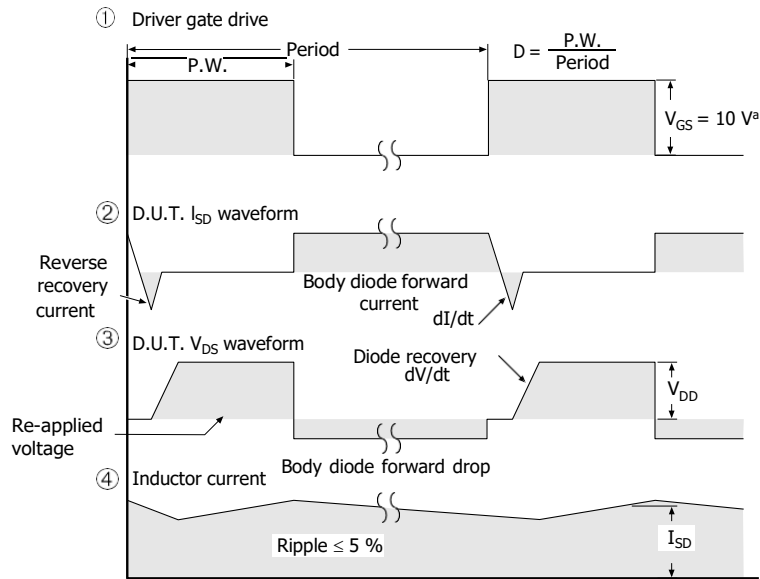 ① Driver gate drive
Period
P.W.
D = P.W.
Period
V_GS = 10 Vª
② D.U.T. l_SD waveform
Reverse
recovery
current
Body diode forward
current
dI/dt
③ D.U.T. V_DS waveform
Diode recovery
dV/dt
V_DD
Re-applied
voltage
Body diode forward drop
④ Inductor current
Ripple ≤ 5 %
I_SD